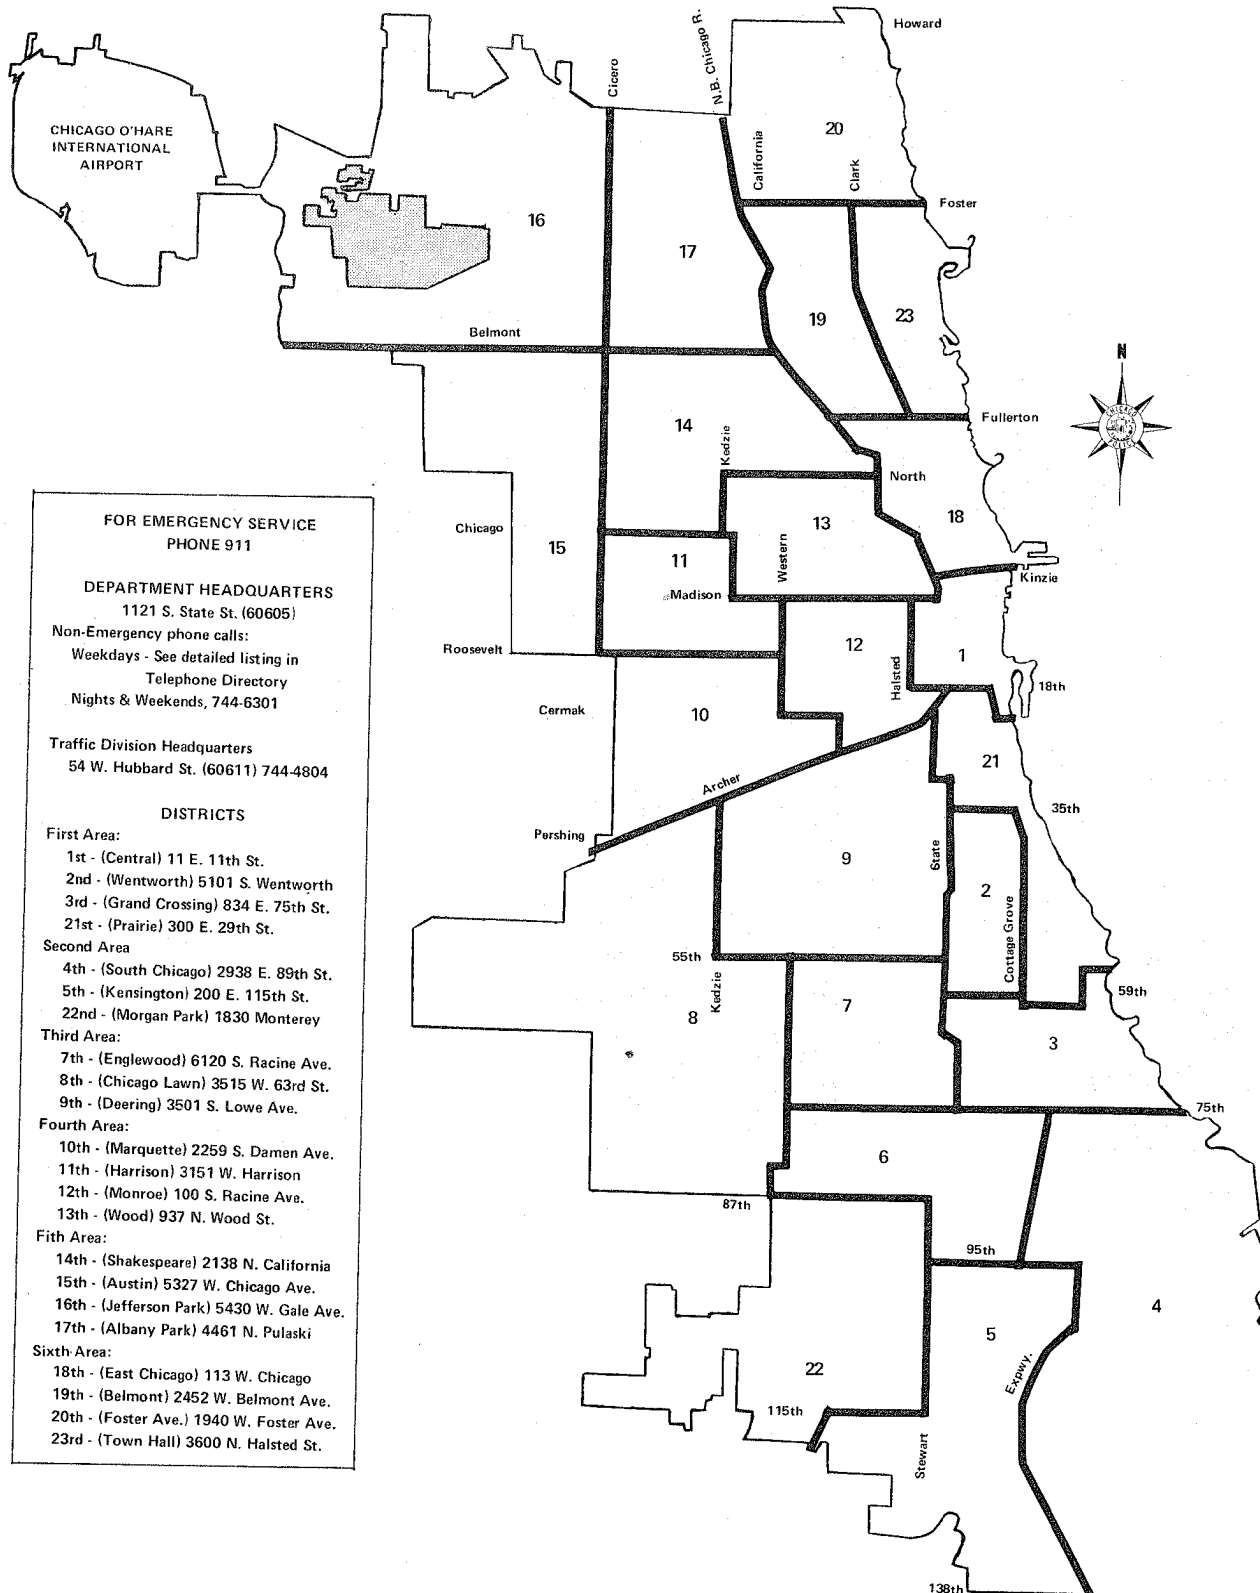 Howard
N.B. Chicago R.
Cicero
CHICAGO O'HARE
INTERNATIONAL
AIRPORT
20
California
Clark
Foster
16
17
19
23
Belmont
N
CHICAGO
POLICE
14
Kedzie
Fullerton
North
18
13
Chicago
15
11
Western
Madison
Kinzie
Roosevelt
12
Halsted
1
18th
Cermak
10
21
Archer
35th
Pershing
9
State
2
Cottage Grove
55th
Kedzie
59th
8
7
3
75th
6
87th
95th
4
5
Expwy.
22
115th
Stewart
138th
FOR EMERGENCY SERVICE
PHONE 911
DEPARTMENT HEADQUARTERS
1121 S. State St. (60605)
Non-Emergency phone calls:
Weekdays - See detailed listing in
Telephone Directory
Nights & Weekends, 744-6301
Traffic Division Headquarters
54 W. Hubbard St. (60611) 744-4804
DISTRICTS
First Area:
1st - (Central) 11 E. 11th St.
2nd - (Wentworth) 5101 S. Wentworth
3rd - (Grand Crossing) 834 E. 75th St.
21st - (Prairie) 300 E. 29th St.
Second Area
4th - (South Chicago) 2938 E. 89th St.
5th - (Kensington) 200 E. 115th St.
22nd - (Morgan Park) 1830 Monterey
Third Area:
7th - (Englewood) 6120 S. Racine Ave.
8th - (Chicago Lawn) 3515 W. 63rd St.
9th - (Deering) 3501 S. Lowe Ave.
Fourth Area:
10th - (Marquette) 2259 S. Damen Ave.
11th - (Harrison) 3151 W. Harrison
12th - (Monroe) 100 S. Racine Ave.
13th - (Wood) 937 N. Wood St.
Fith Area:
14th - (Shakespeare) 2138 N. California
15th - (Austin) 5327 W. Chicago Ave.
16th - (Jefferson Park) 5430 W. Gale Ave.
17th - (Albany Park) 4461 N. Pulaski
Sixth Area:
18th - (East Chicago) 113 W. Chicago
19th - (Belmont) 2452 W. Belmont Ave.
20th - (Foster Ave.) 1940 W. Foster Ave.
23rd - (Town Hall) 3600 N. Halsted St.